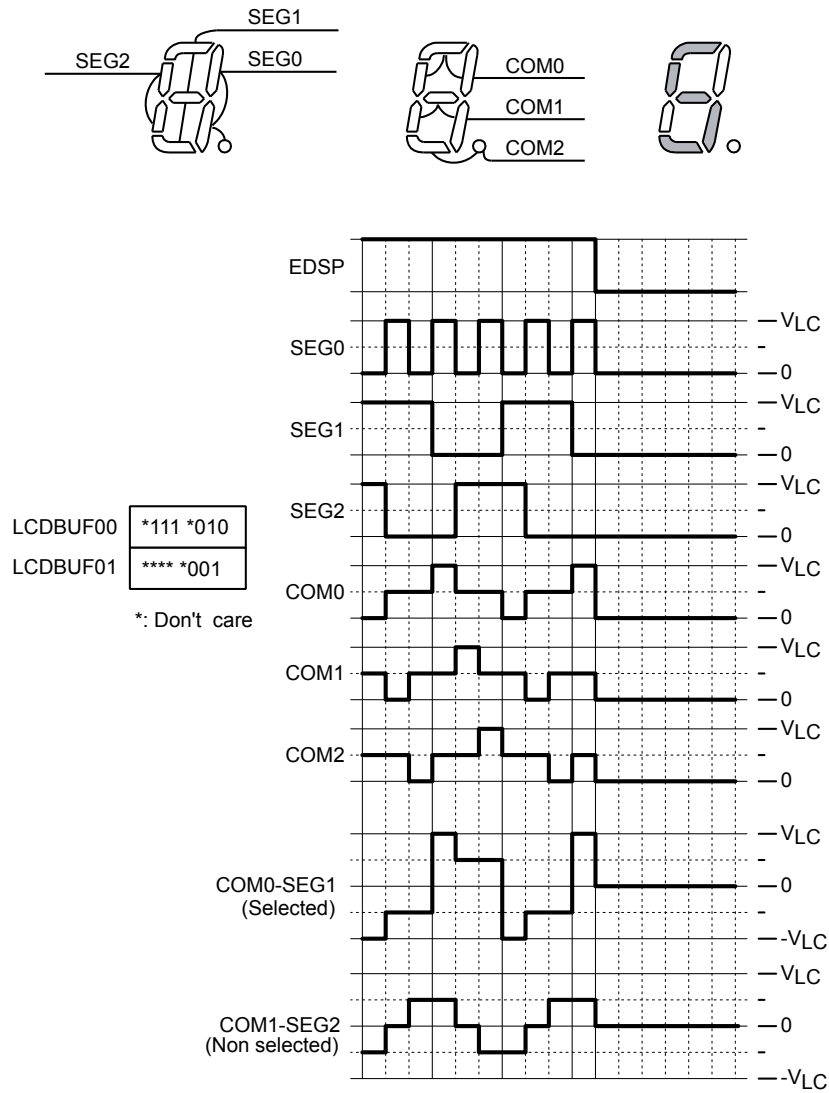 SEG1
SEG2
SEG0
COM0
COM1
COM2
EDSP
VLC
SEG0
0
VLC
SEG1
0
VLC
SEG2
0
LCDBUF00 *111 *010
LCDBUF01 **** *001
*: Don't care
VLC
COM0
0
VLC
COM1
0
VLC
COM2
0
VLC
COM0-SEG1
(Selected)
0
-VLC
VLC
COM1-SEG2
(Non selected)
0
-VLC